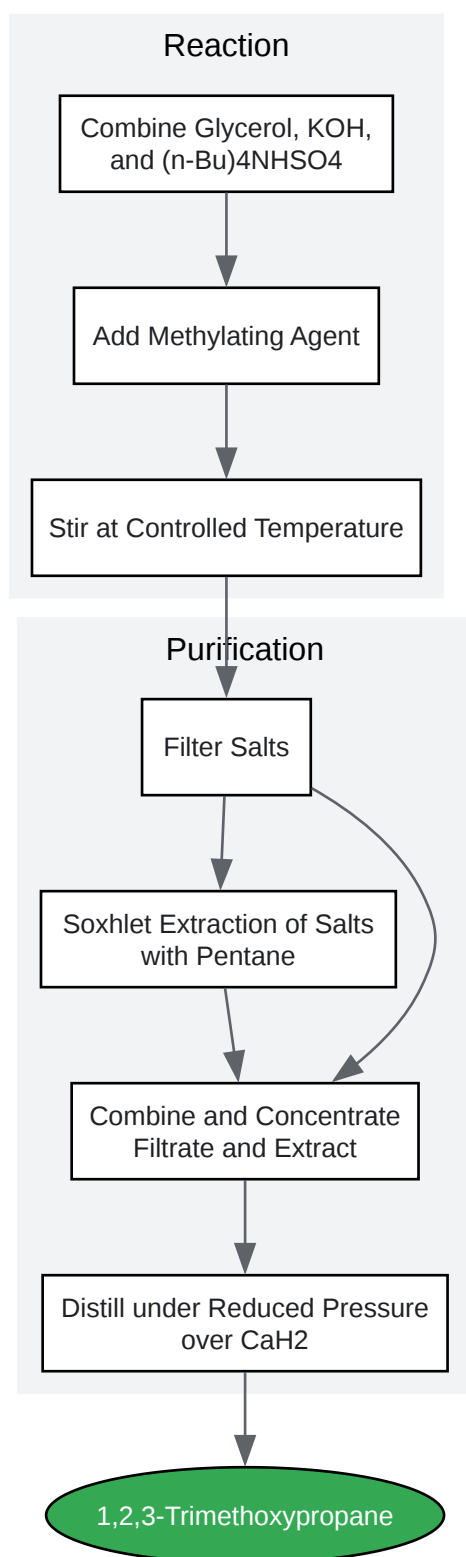 Reaction
Combine Glycerol, KOH,
and (n-Bu)4NHSO4
Add Methylating Agent
Stir at Controlled Temperature
Purification
Filter Salts
Soxhlet Extraction of Salts
with Pentane
Combine and Concentrate
Filtrate and Extract
Distill under Reduced Pressure
over CaH2
1,2,3-Trimethoxypropane